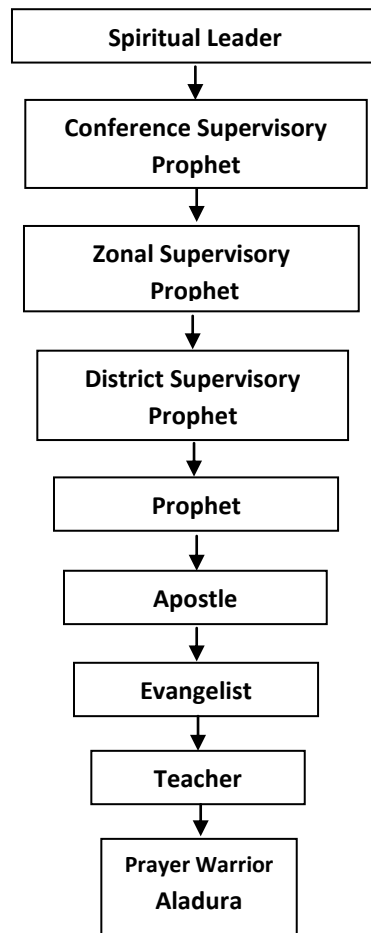 Spiritual Leader
Conference Supervisory
Prophet
Zonal Supervisory
Prophet
District Supervisory
Prophet
Prophet
Apostle
Evangelist
Teacher
Prayer Warrior
Aladura